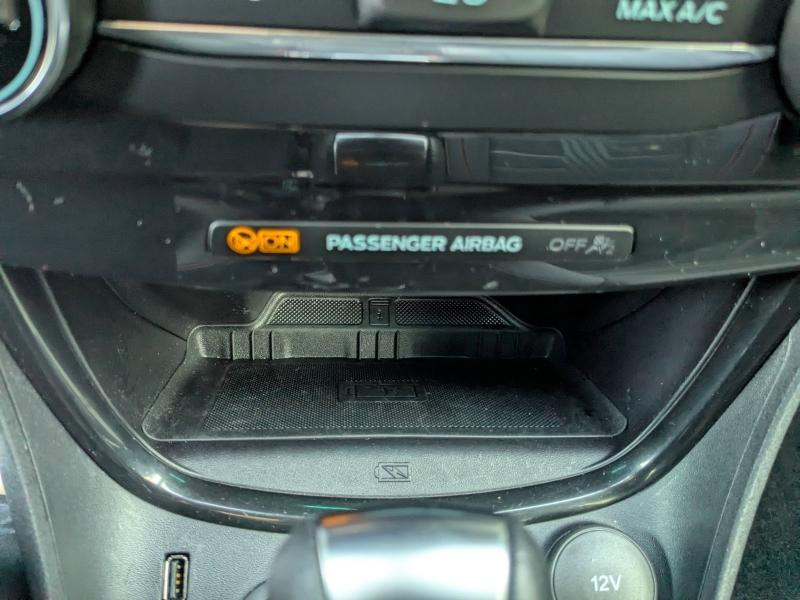 MAX A/C
ON PASSENGER AIRBAG OFF
12V